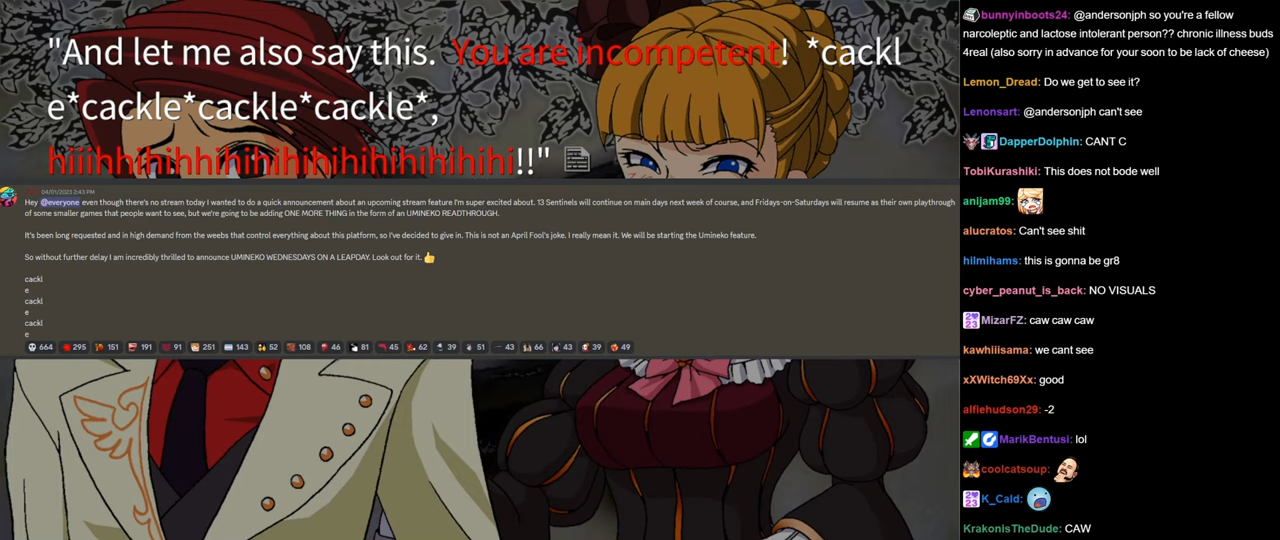 "And let me also say this. You are incompetent! *cackl
e*cackle*cackle*cackle*,
hiiihhihihhihihihihihihihihihihihihi!!"
04/01/2023 2:43 PM
Hey @everyone even though there's no stream today I wanted to do a quick announcement about an upcoming stream feature I'm super excited about. 13 Sentinels will continue on main days next week of course, and Fridays-on-Saturdays will resume as their own playthrough
of some smaller games that people want to see, but we're going to be adding ONE MORE THING in the form of an UMINEKO READTHROUGH.
It's been long requested and in high demand from the weebs that control everything about this platform, so I've decided to give in. This is not an April Fool's joke. I really mean it. We will be starting the Umineko feature.
So without further delay I am incredibly thrilled to announce UMINEKO WEDNESDAYS ON A LEAPDAY. Look out for it. 👍
cackl
e
cackl
e
cackl
e
664 295 151 191 91 251 143 52 108 46 81 45 62 39 51 43 66 43 39 49
bunnyinboots24: @andersonjph so you're a fellow
narcoleptic and lactose intolerant person?? chronic illness buds
4real (also sorry in advance for your soon to be lack of cheese)
Lemon_Dread: Do we get to see it?
Lenonsart: @andersonjph can't see
DapperDolphin: CANT C
TobiKurashiki: This does not bode well
anijam99:
alucratos: Can't see shit
hilmihams: this is gonna be gr8
cyber_peanut_is_back: NO VISUALS
MizarFZ: caw caw caw
kawhiiisama: we cant see
xXWitch69Xx: good
alfiehudson29: -2
MarikBentusi: lol
coolcatsoup:
K_Cald:
KrakonisTheDude: CAW